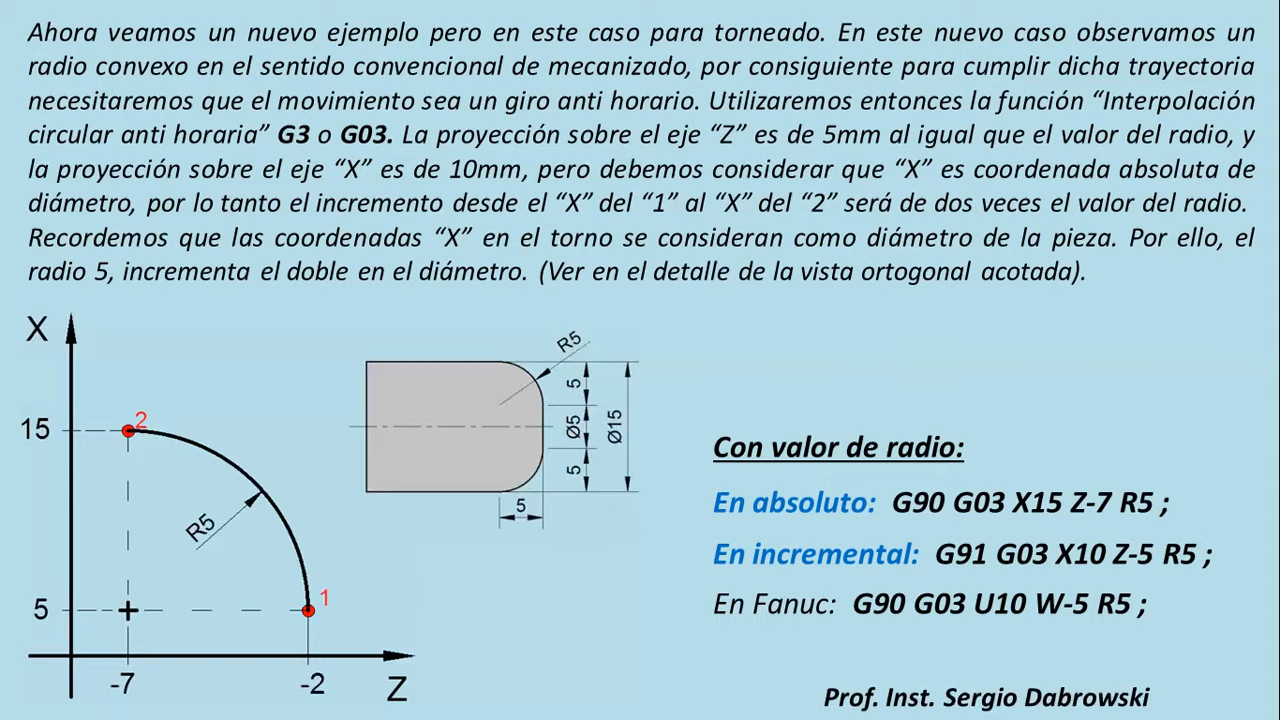 Ahora veamos un nuevo ejemplo pero en este caso para torneado. En este nuevo caso observamos un
radio convexo en el sentido convencional de mecanizado, por consiguiente para cumplir dicha trayectoria
necesitaremos que el movimiento sea un giro anti horario. Utilizaremos entonces la función “Interpolación
circular anti horaria” G3 o G03. La proyección sobre el eje “Z” es de 5mm al igual que el valor del radio, y
la proyección sobre el eje “X” es de 10mm, pero debemos considerar que “X” es coordenada absoluta de
diámetro, por lo tanto el incremento desde el “X” del “1” al “X” del “2” será de dos veces el valor del radio.
Recordemos que las coordenadas “X” en el torno se consideran como diámetro de la pieza. Por ello, el
radio 5, incrementa el doble en el diámetro. (Ver en el detalle de la vista ortogonal acotada).
X
15
2
R5
5
1
-7
-2
Z
R5
5
Ø5
Ø15
5
5
Con valor de radio:
En absoluto: G90 G03 X15 Z-7 R5 ;
En incremental: G91 G03 X10 Z-5 R5 ;
En Fanuc: G90 G03 U10 W-5 R5 ;
Prof. Inst. Sergio Dabrowski